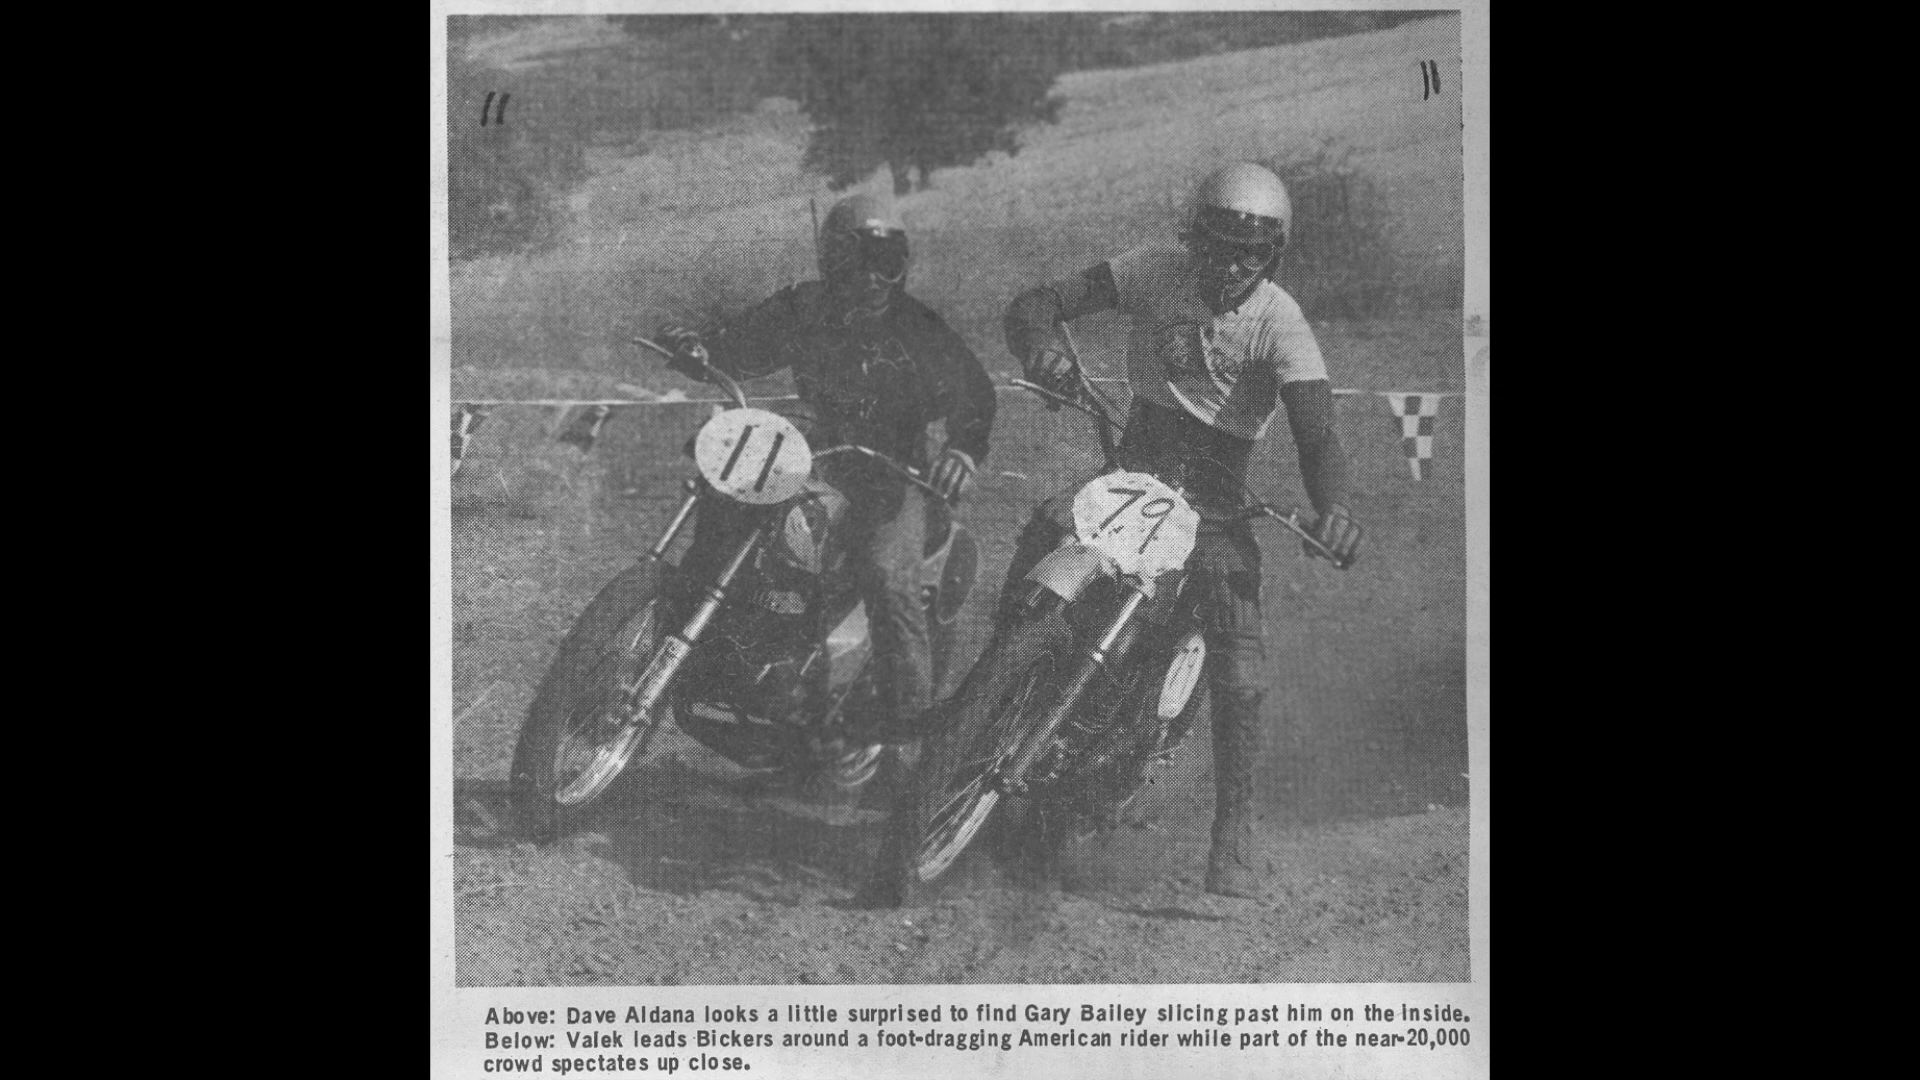 11
11
11
79
Above: Dave Aldana looks a little surprised to find Gary Bailey slicing past him on the inside.
Below: Valek leads Bickers around a foot-dragging American rider while part of the near-20,000
crowd spectates up close.